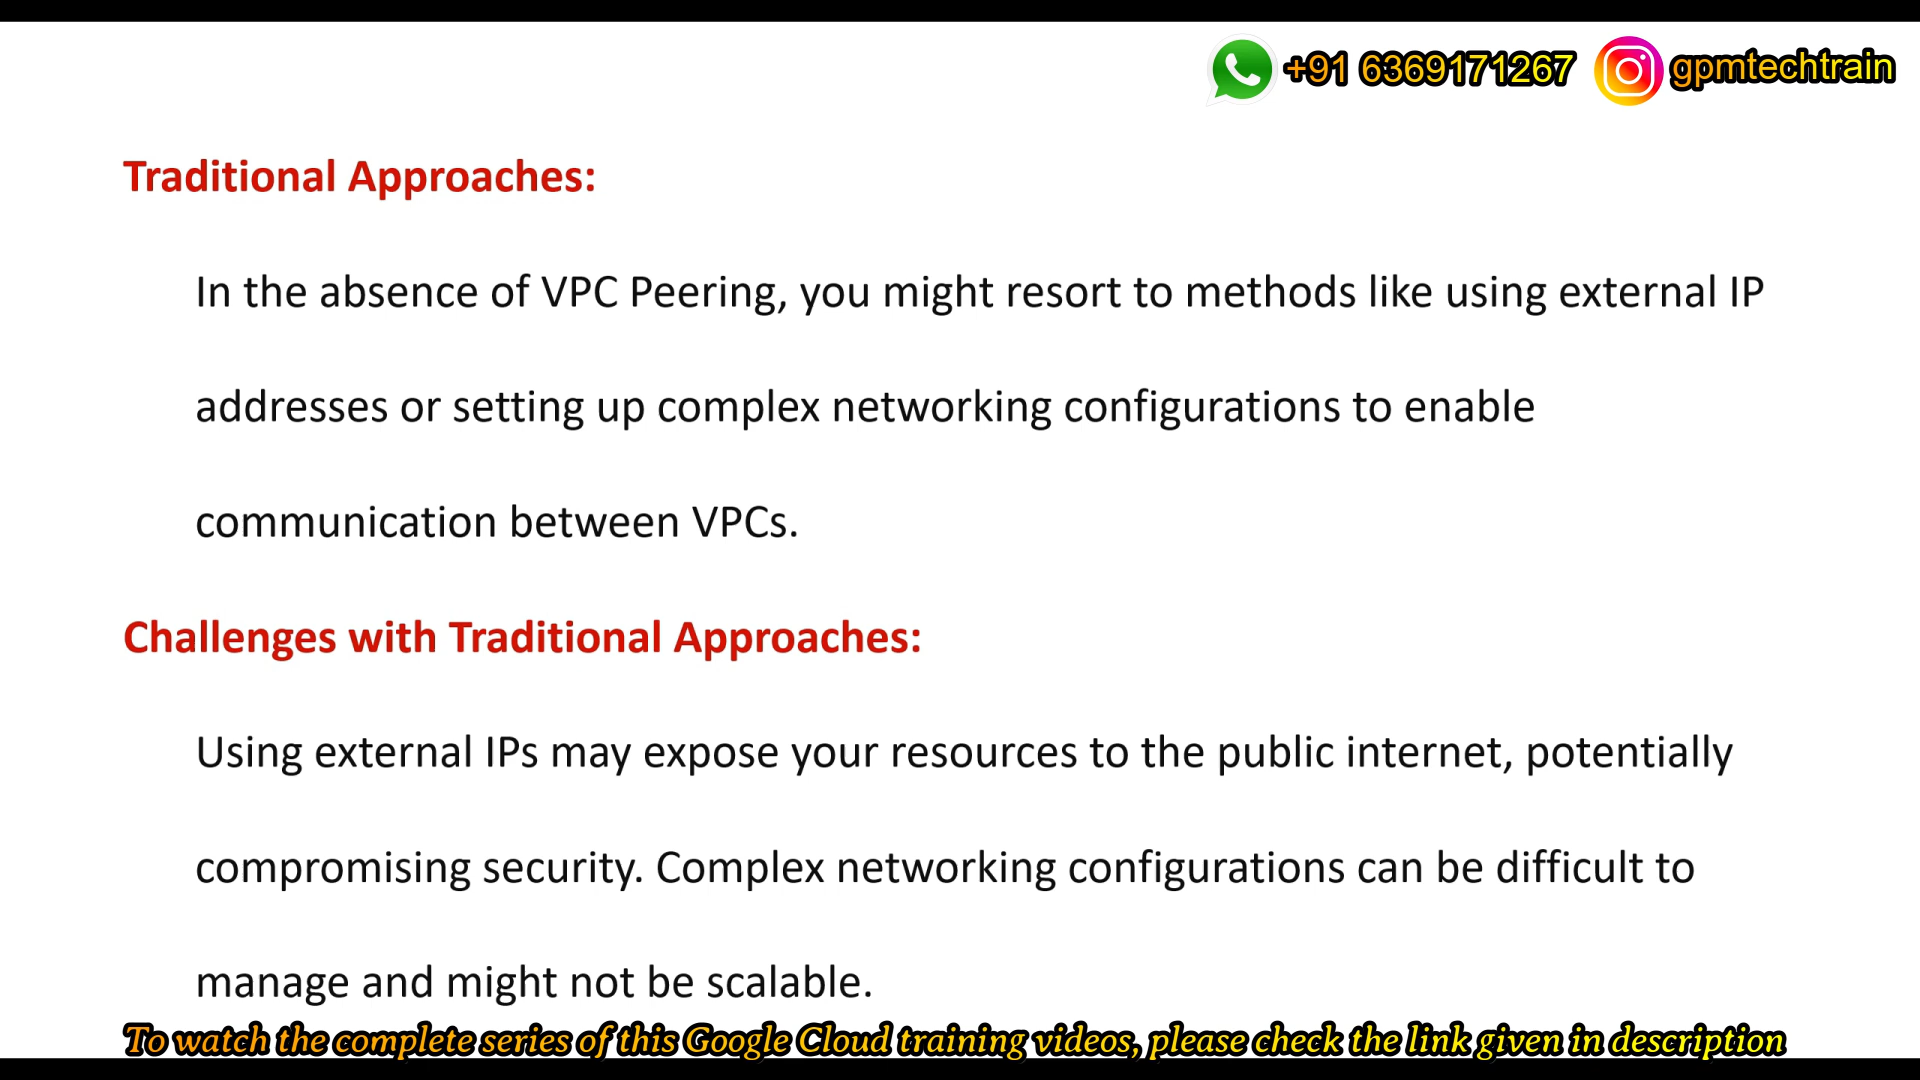 +91 6369171267 gpmtechtrain
Traditional Approaches:
In the absence of VPC Peering, you might resort to methods like using external IP
addresses or setting up complex networking configurations to enable
communication between VPCs.
Challenges with Traditional Approaches:
Using external IPs may expose your resources to the public internet, potentially
compromising security. Complex networking configurations can be difficult to
manage and might not be scalable.
To watch the complete series of this Google Cloud training videos, please check the link given in description